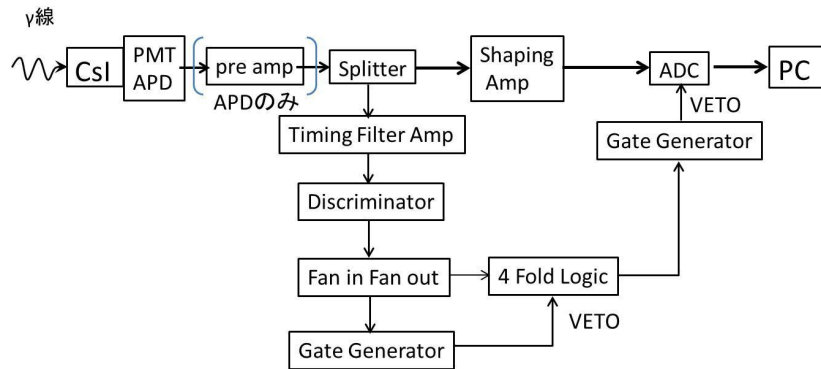 γ線
CsI
PMT
APD
pre amp
APDのみ
Splitter
Shaping
Amp
ADC
PC
VETO
Timing Filter Amp
Gate Generator
Discriminator
Fan in Fan out
4 Fold Logic
VETO
Gate Generator